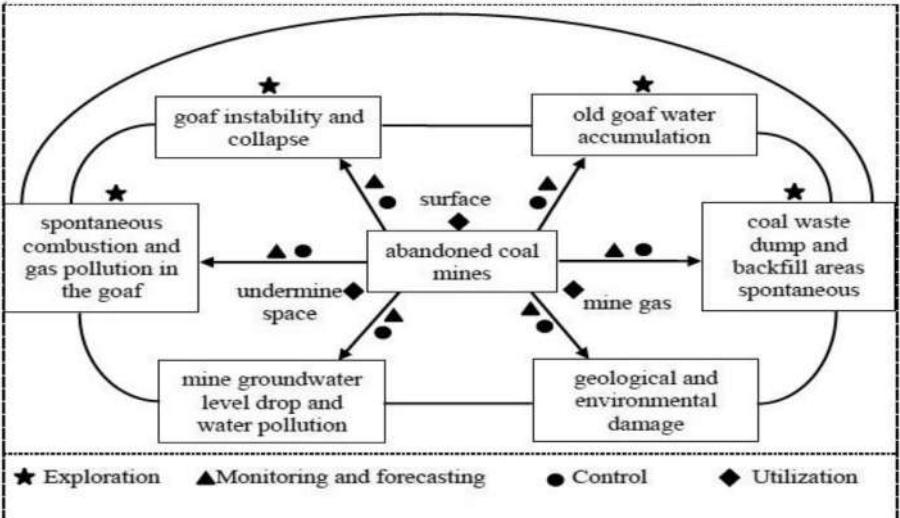 goaf instability and
collapse
old goaf water
accumulation
surface
spontaneous
combustion and
gas pollution in
the goaf
abandoned coal
mines
coal waste
dump and
backfill areas
spontaneous
undermine
space
mine gas
mine groundwater
level drop and
water pollution
geological and
environmental
damage
Exploration
Monitoring and forecasting
Control
Utilization